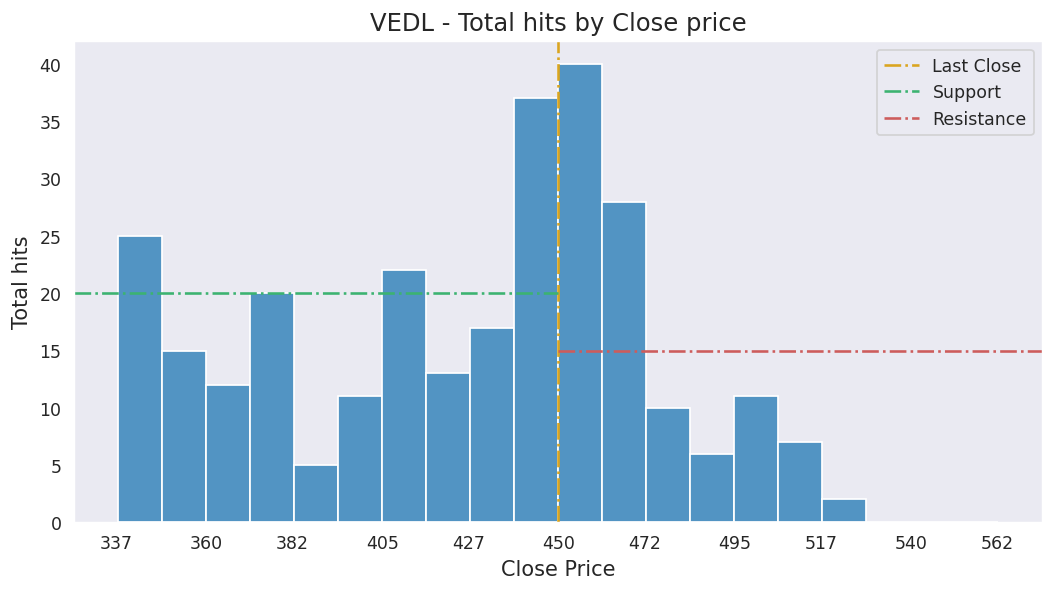 VEDL - Total hits by Close price
Last Close
Support
Resistance
Total hits
40
35
30
25
20
15
10
5
0
337 360 382 405 427 450 472 495 517 540 562
Close Price